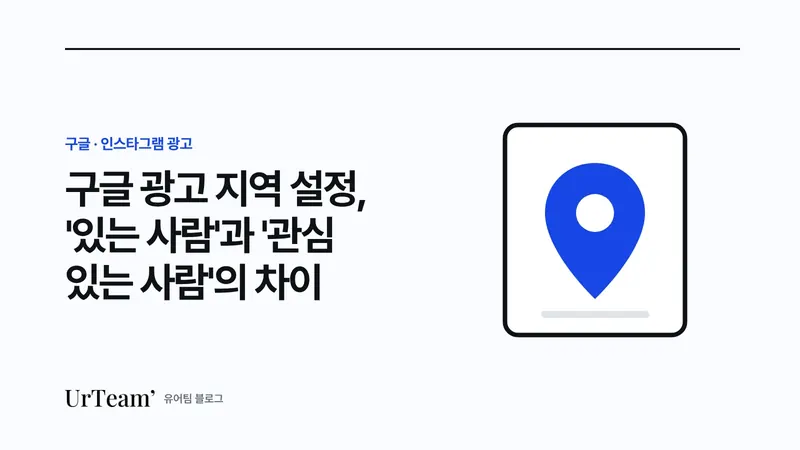 구글 · 인스타그램 광고
구글 광고 지역 설정,
'있는 사람'과 '관심
있는 사람'의 차이
UrTeam’ 유어팀 블로그